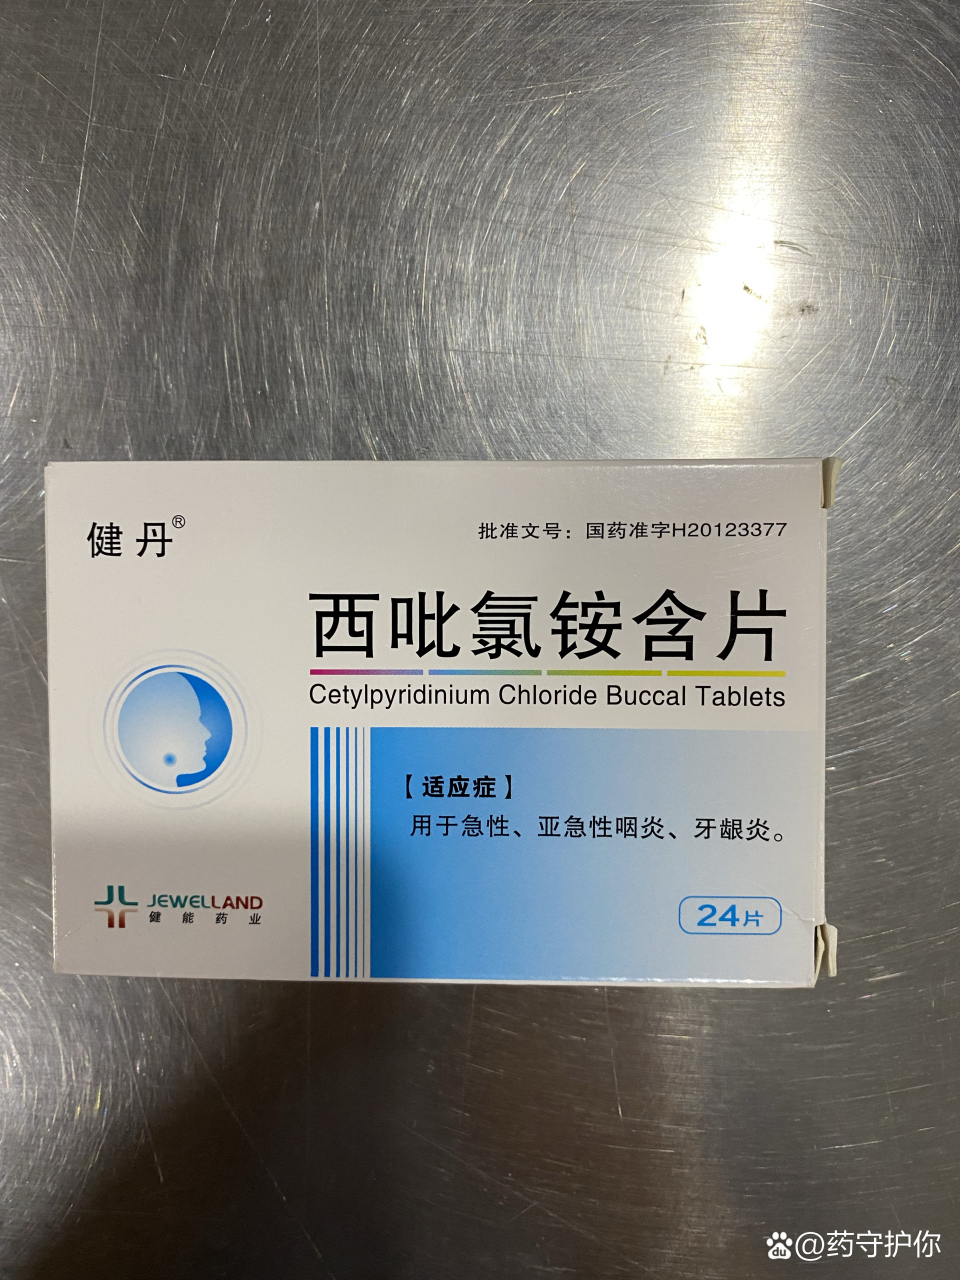 健丹®
批准文号：国药准字H20123377
西吡氯铵含片
Cetylpyridinium Chloride Buccal Tablets
【适应症】
用于急性、亚急性咽炎、牙龈炎。
JEWELLAND
健能药业
24片
du @药守护你